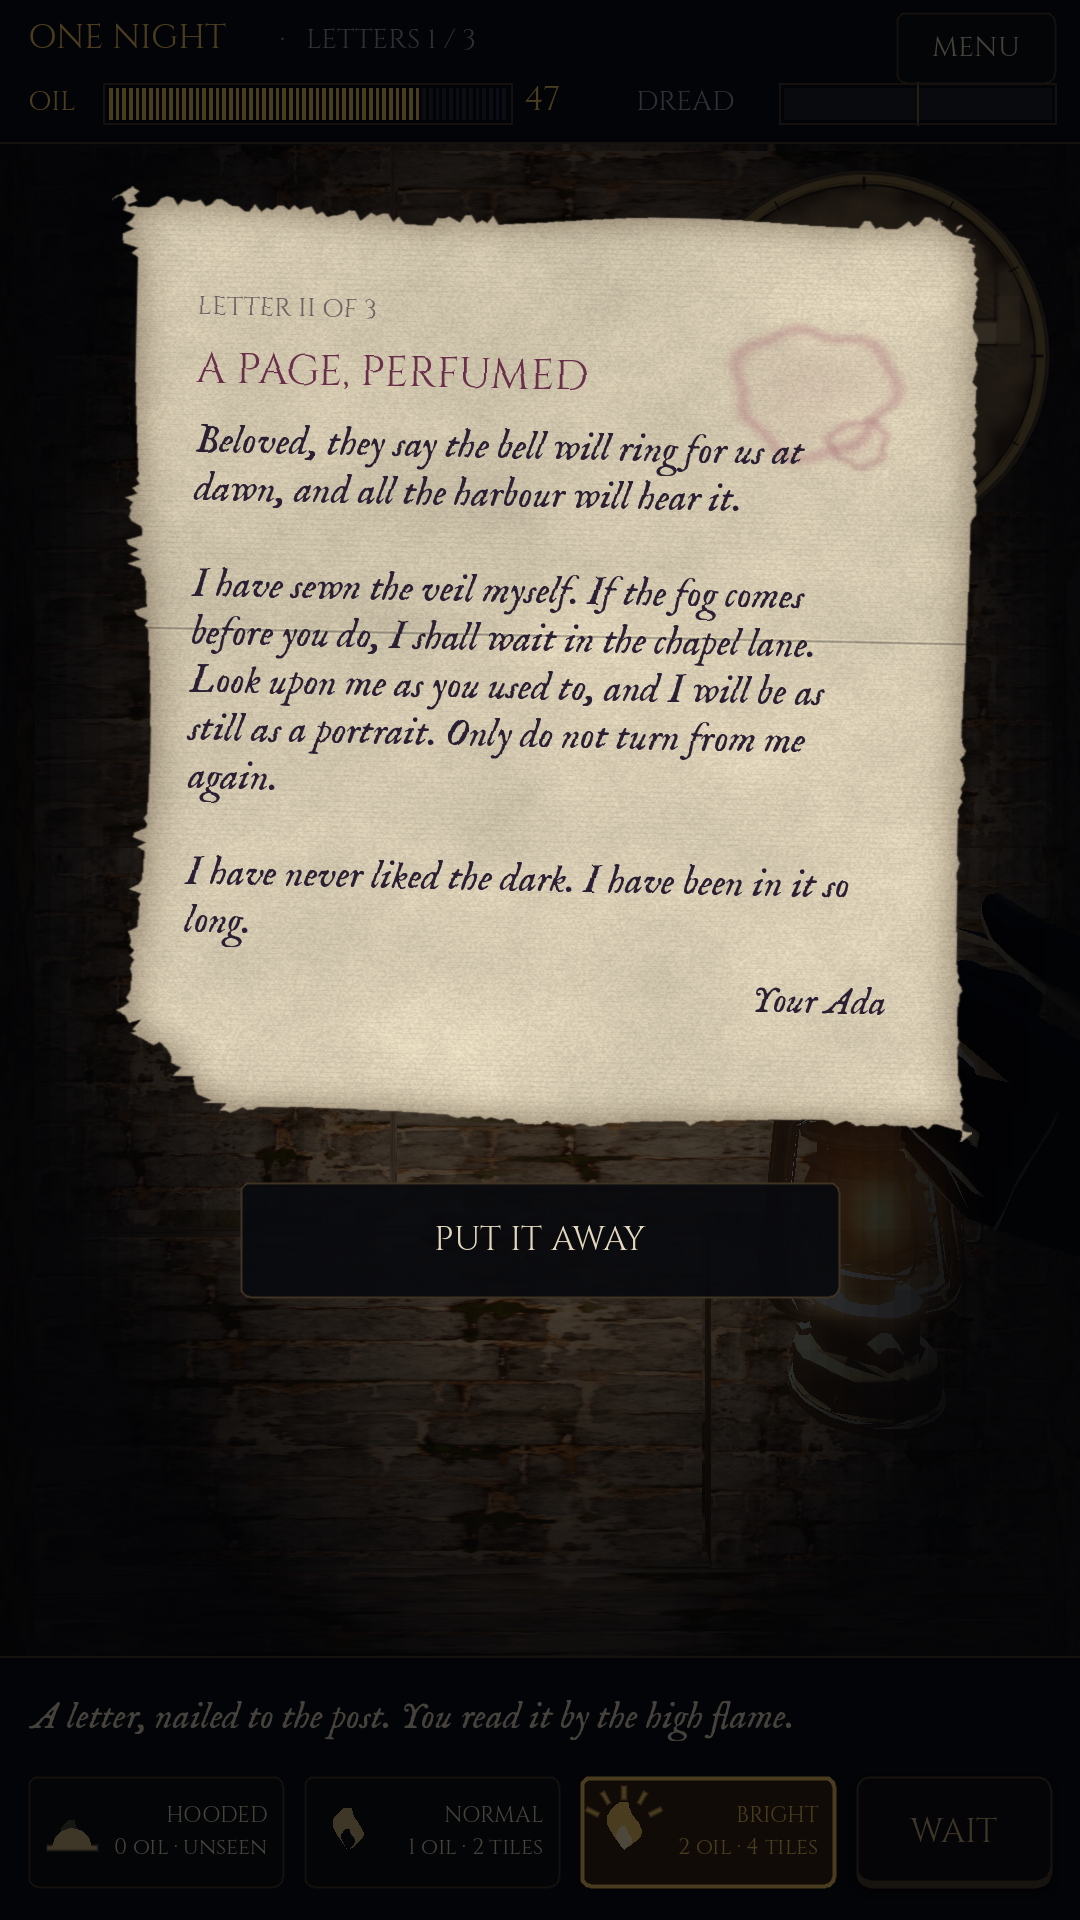 ONE NIGHT · LETTERS 1 / 3
MENU
OIL 47 DREAD
LETTER II OF 3
A PAGE, PERFUMED
Beloved, they say the bell will ring for us at
dawn, and all the harbour will hear it.
I have sewn the veil myself. If the fog comes
before you do, I shall wait in the chapel lane.
Look upon me as you used to, and I will be as
still as a portrait. Only do not turn from me
again.
I have never liked the dark. I have been in it so
long.
Your Ada
PUT IT AWAY
A letter, nailed to the post. You read it by the high flame.
HOODED
0 OIL · UNSEEN
NORMAL
1 OIL · 2 TILES
BRIGHT
2 OIL · 4 TILES
WAIT